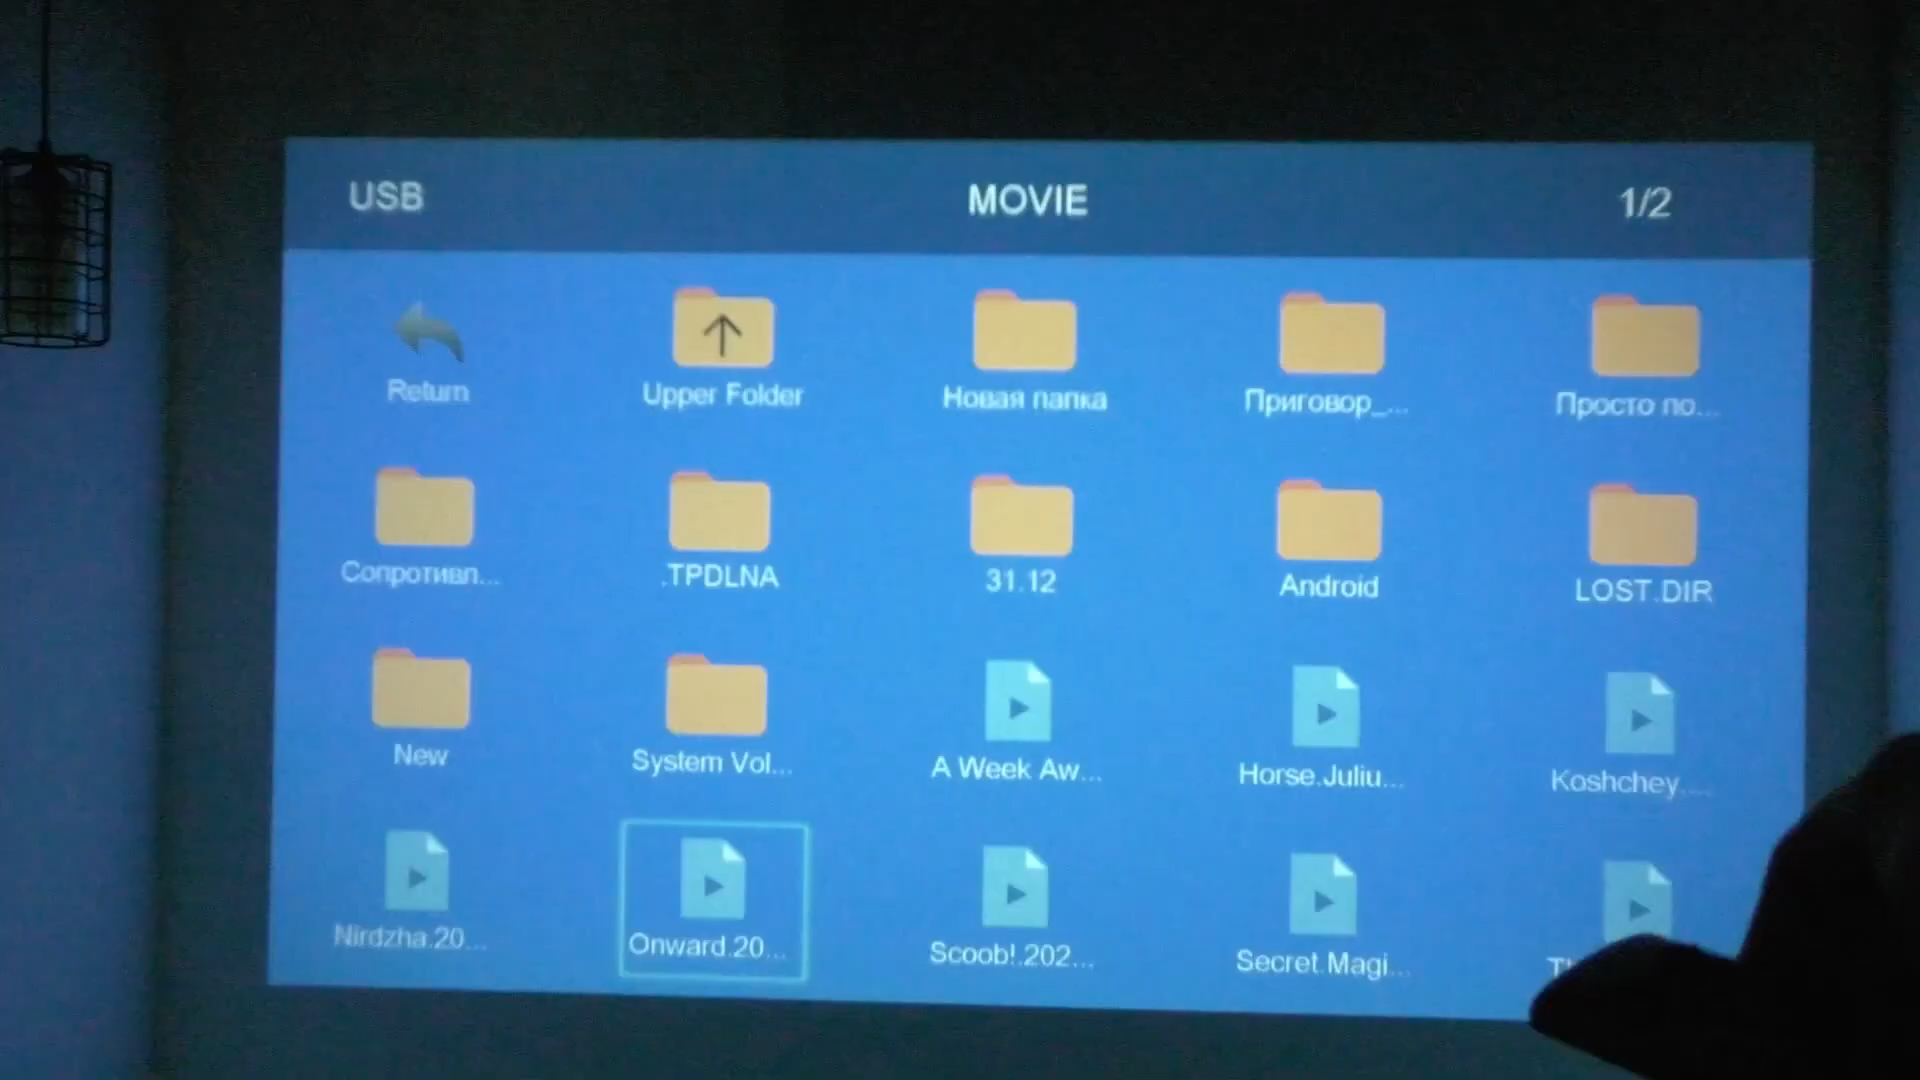 USB MOVIE 1/2
Return Upper Folder Новая папка Приговор_... Просто по...
Сопротивл... .TPDLNA 31.12 Android LOST.DIR
New System Vol... A Week Aw... Horse.Juliu... Koshchey....
Nirdzha.20... Onward.20... Scoob!.202... Secret.Magi...